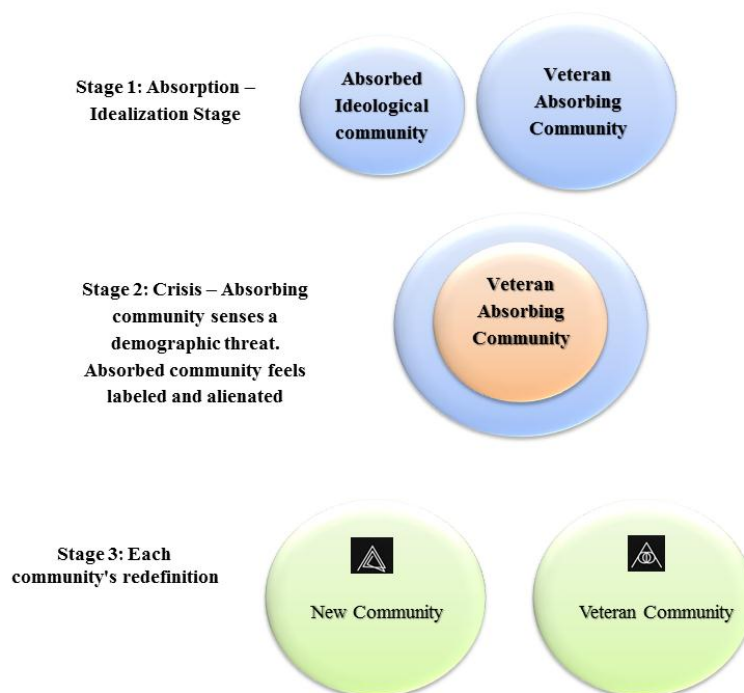 Stage 1: Absorption –
Idealization Stage
Absorbed
Ideological
community
Veteran
Absorbing
Community
Stage 2: Crisis – Absorbing
community senses a
demographic threat.
Absorbed community feels
labeled and alienated
Veteran
Absorbing
Community
Stage 3: Each
community's redefinition
New Community
Veteran Community